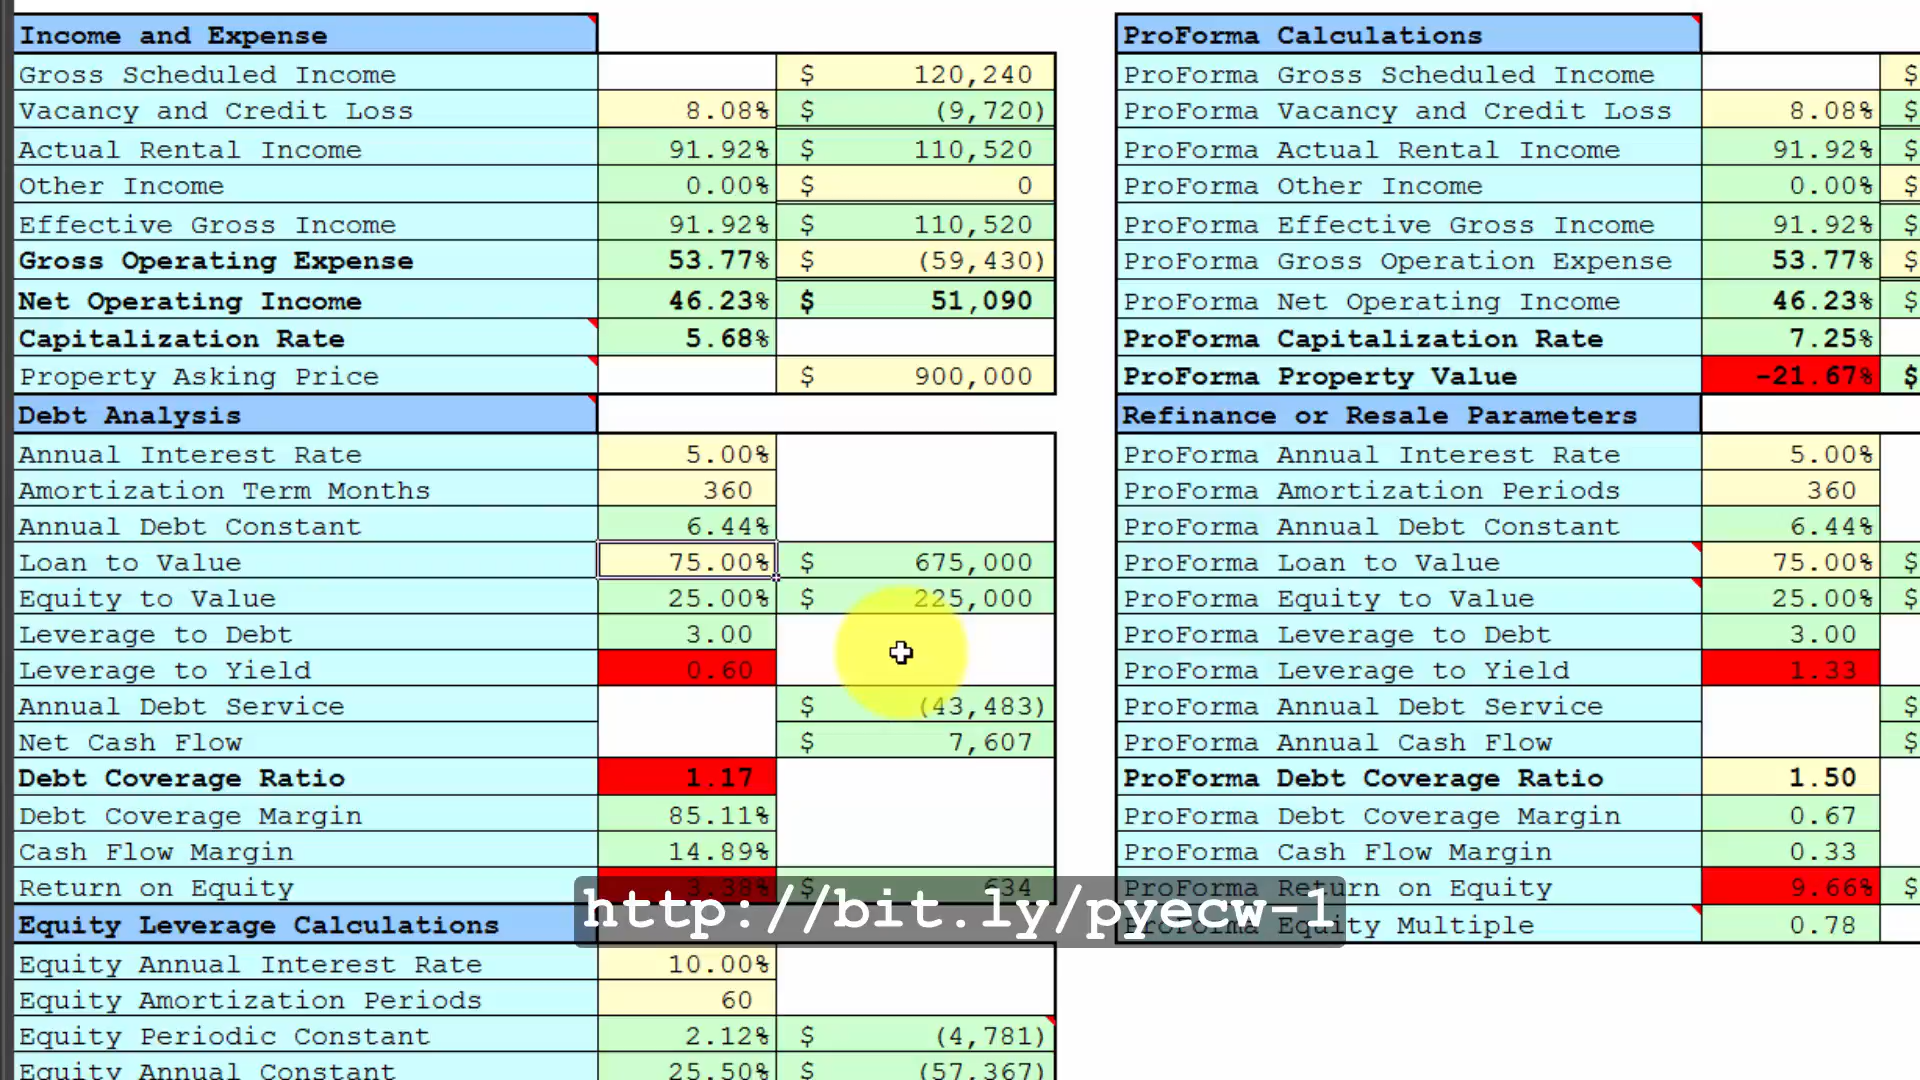 Income and Expense
Gross Scheduled Income $ 120,240
Vacancy and Credit Loss 8.08% $ (9,720)
Actual Rental Income 91.92% $ 110,520
Other Income 0.00% $ 0
Effective Gross Income 91.92% $ 110,520
Gross Operating Expense 53.77% $ (59,430)
Net Operating Income 46.23% $ 51,090
Capitalization Rate 5.68%
Property Asking Price $ 900,000
Debt Analysis
Annual Interest Rate 5.00%
Amortization Term Months 360
Annual Debt Constant 6.44%
Loan to Value 75.00% $ 675,000
Equity to Value 25.00% $ 225,000
Leverage to Debt 3.00
Leverage to Yield 0.60
Annual Debt Service $ (43,483)
Net Cash Flow $ 7,607
Debt Coverage Ratio 1.17
Debt Coverage Margin 85.11%
Cash Flow Margin 14.89%
Return on Equity 3.38% $ 634
Equity Leverage Calculations
Equity Annual Interest Rate 10.00%
Equity Amortization Periods 60
Equity Periodic Constant 2.12% $ (4,781)
Equity Annual Constant 25.50% $ (57,367)
ProForma Calculations
ProForma Gross Scheduled Income $
ProForma Vacancy and Credit Loss 8.08% $
ProForma Actual Rental Income 91.92% $
ProForma Other Income 0.00% $
ProForma Effective Gross Income 91.92% $
ProForma Gross Operation Expense 53.77% $
ProForma Net Operating Income 46.23% $
ProForma Capitalization Rate 7.25%
ProForma Property Value -21.67% $
Refinance or Resale Parameters
ProForma Annual Interest Rate 5.00%
ProForma Amortization Periods 360
ProForma Annual Debt Constant 6.44%
ProForma Loan to Value 75.00% $
ProForma Equity to Value 25.00% $
ProForma Leverage to Debt 3.00
ProForma Leverage to Yield 1.33
ProForma Annual Debt Service $
ProForma Annual Cash Flow $
ProForma Debt Coverage Ratio 1.50
ProForma Debt Coverage Margin 0.67
ProForma Cash Flow Margin 0.33
ProForma Return on Equity 9.66% $
ProForma Equity Multiple 0.78
http://bit.ly/pyecw-1